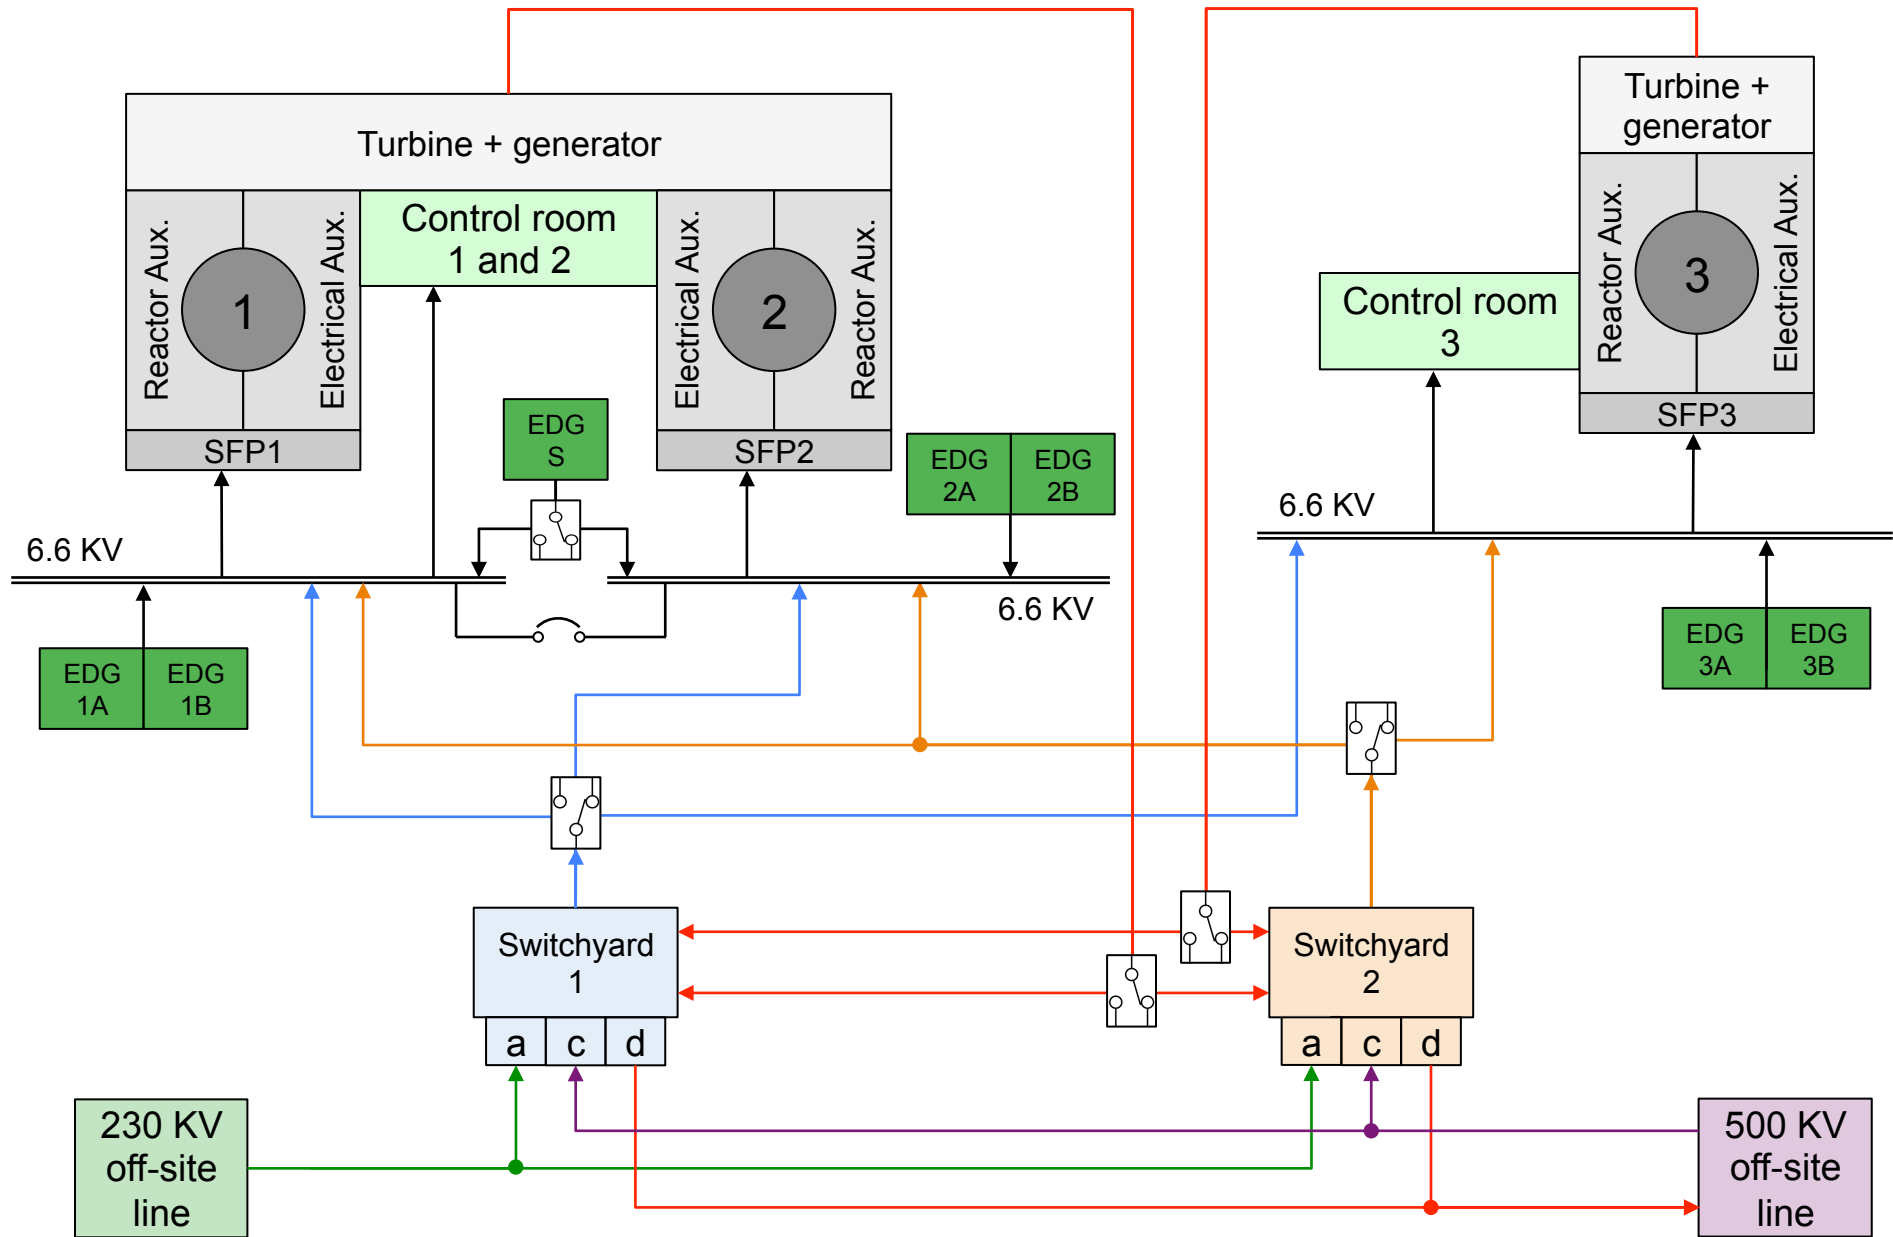 Turbine +
generator
Turbine + generator
Reactor Aux.
1
Electrical Aux.
Control room
1 and 2
Electrical Aux.
2
Reactor Aux.
Control room
3
Reactor Aux.
3
Electrical Aux.
SFP1
EDG
S
SFP2
SFP3
EDG
2A
EDG
2B
6.6 KV
6.6 KV
6.6 KV
EDG
1A
EDG
1B
EDG
3A
EDG
3B
Switchyard
1
a
c
d
Switchyard
2
a
c
d
230 KV
off-site
line
500 KV
off-site
line